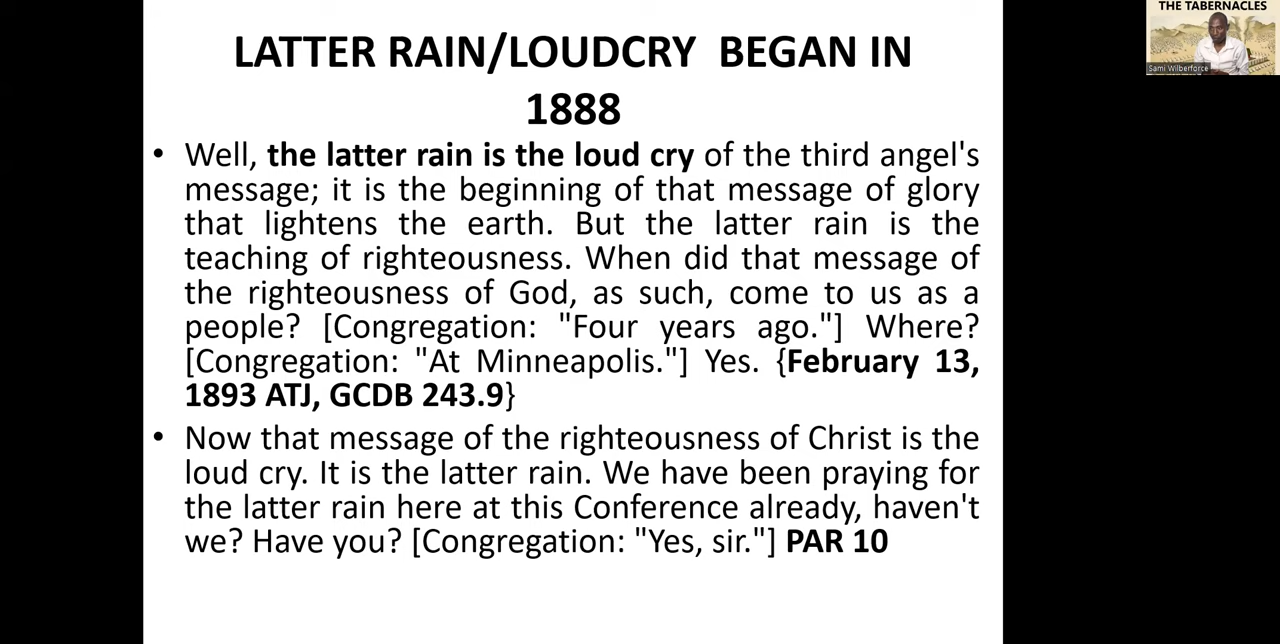 THE TABERNACLES
Sami Wilberforce
LATTER RAIN/LOUDCRY BEGAN IN
1888
• Well, the latter rain is the loud cry of the third angel's
message; it is the beginning of that message of glory
that lightens the earth. But the latter rain is the
teaching of righteousness. When did that message of
the righteousness of God, as such, come to us as a
people? [Congregation: "Four years ago."] Where?
[Congregation: "At Minneapolis."] Yes. {February 13,
1893 ATJ, GCDB 243.9}
• Now that message of the righteousness of Christ is the
loud cry. It is the latter rain. We have been praying for
the latter rain here at this Conference already, haven't
we? Have you? [Congregation: "Yes, sir."] PAR 10